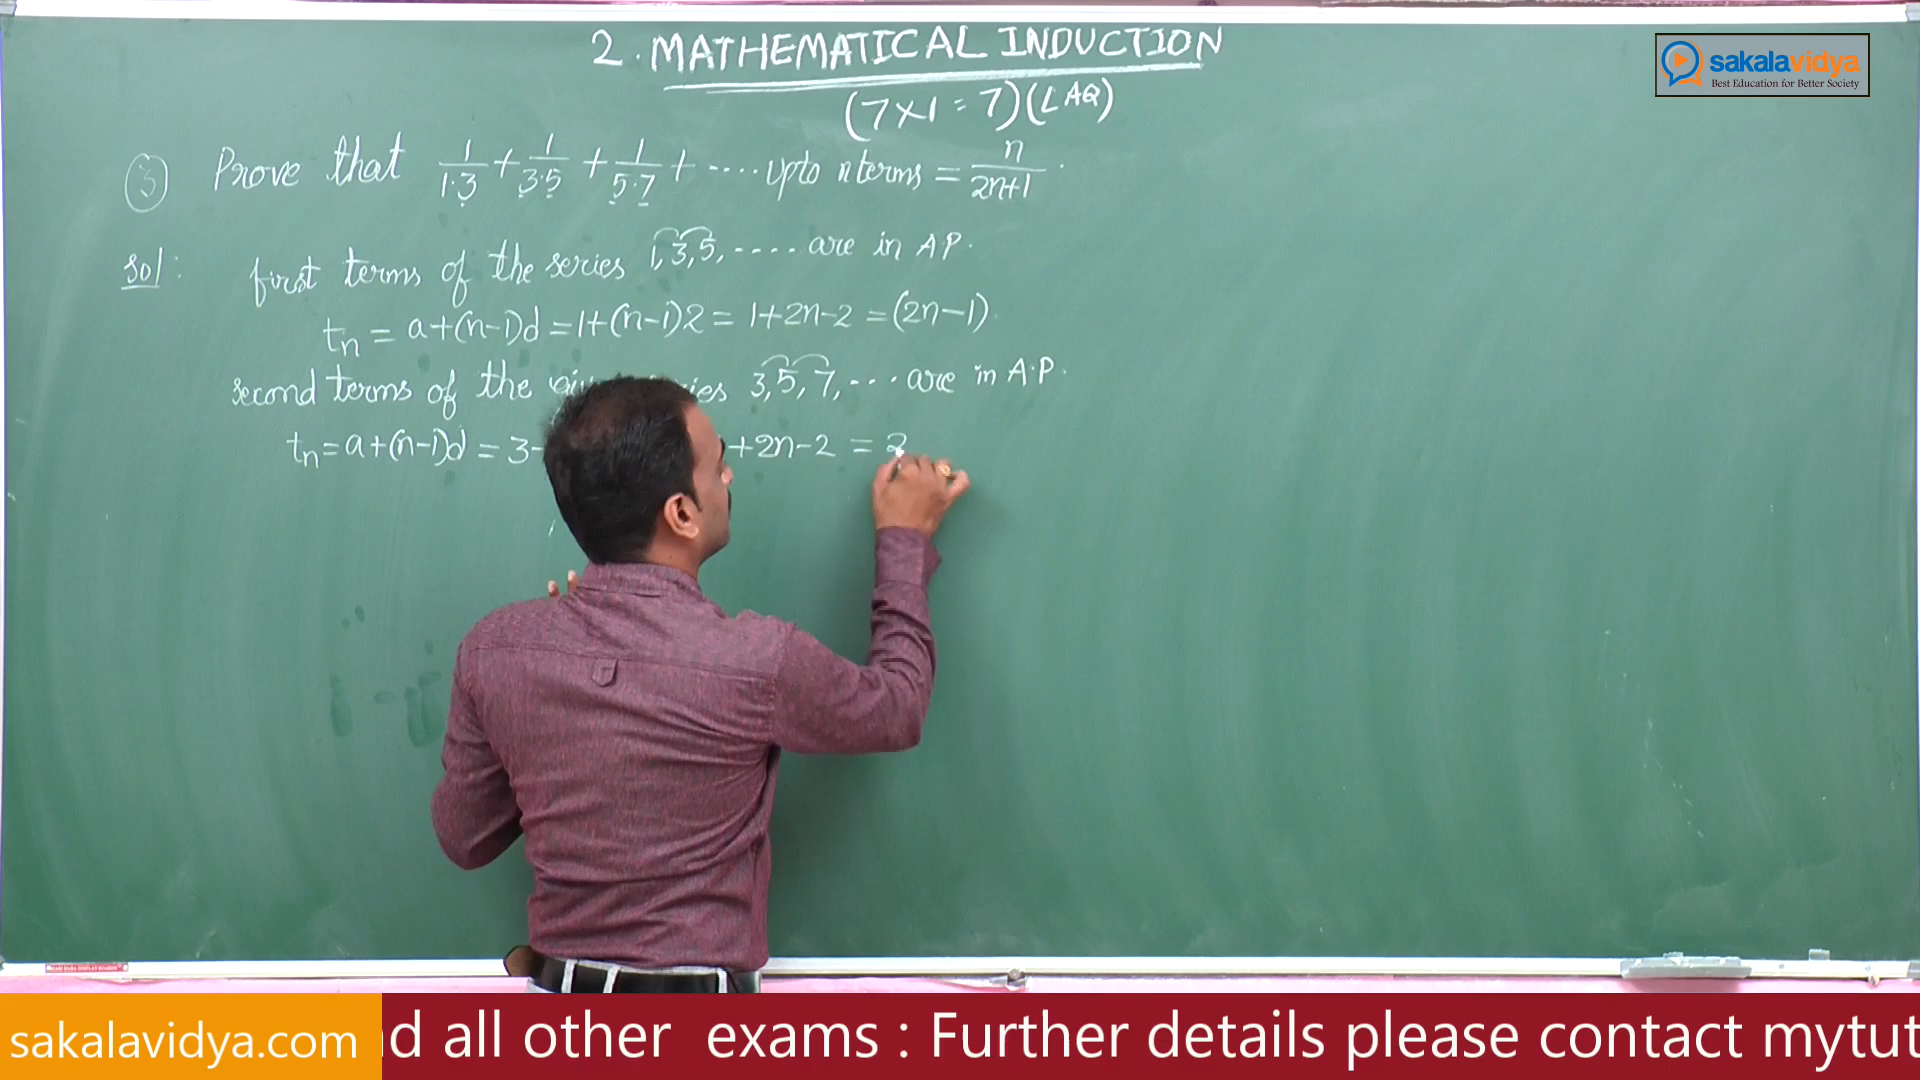 2. MATHEMATICAL INDUCTION
(7×1=7)(LAQ)
sakalavidya
Best Education for Better Society
3 Prove that 1/1·3 + 1/3·5 + 1/5·7 + ···· upto n terms = n/2n+1.
Sol: first terms of the series 1,3,5, ···· are in A.P.
tn = a+(n-1)d = 1+(n-1)2 = 1+2n-2 = (2n-1)
second terms of the 3,5,7, ··· are in A.P.
tn = a+(n-1)d = 3 +2n-2 =
sakalavidya.com
all other exams : Further details please contact